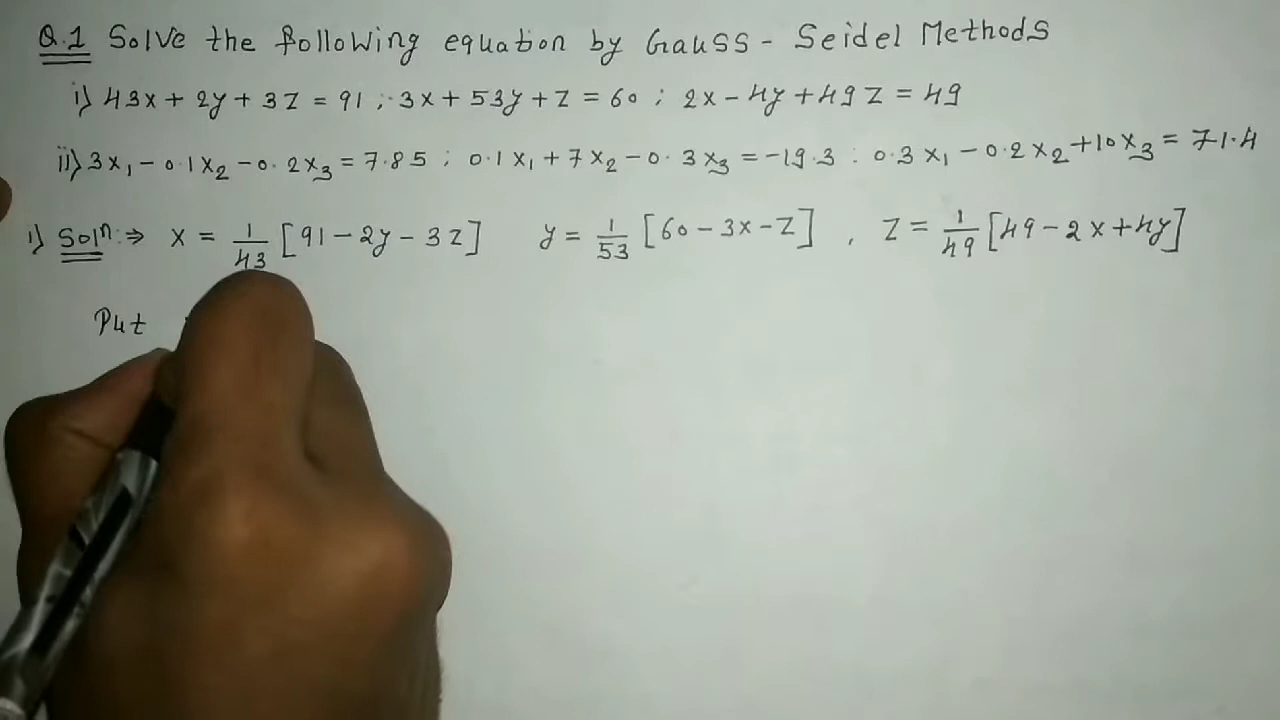 Q.1 Solve the following equation by Gauss - Seidel Methods
i) 43x + 2y + 3z = 91 ; 3x + 53y + z = 60 ; 2x - 4y + 49z = 49
ii) 3x₁ - 0.1x₂ - 0.2x₃ = 7.85 ; 0.1x₁ + 7x₂ - 0.3x₃ = -19.3 : 0.3x₁ - 0.2x₂ + 10x₃ = 71.4
i) Solⁿ: ⇒ x = 1/43 [91 - 2y - 3z] y = 1/53 [60 - 3x - z] , z = 1/49 [49 - 2x + 4y]
Put